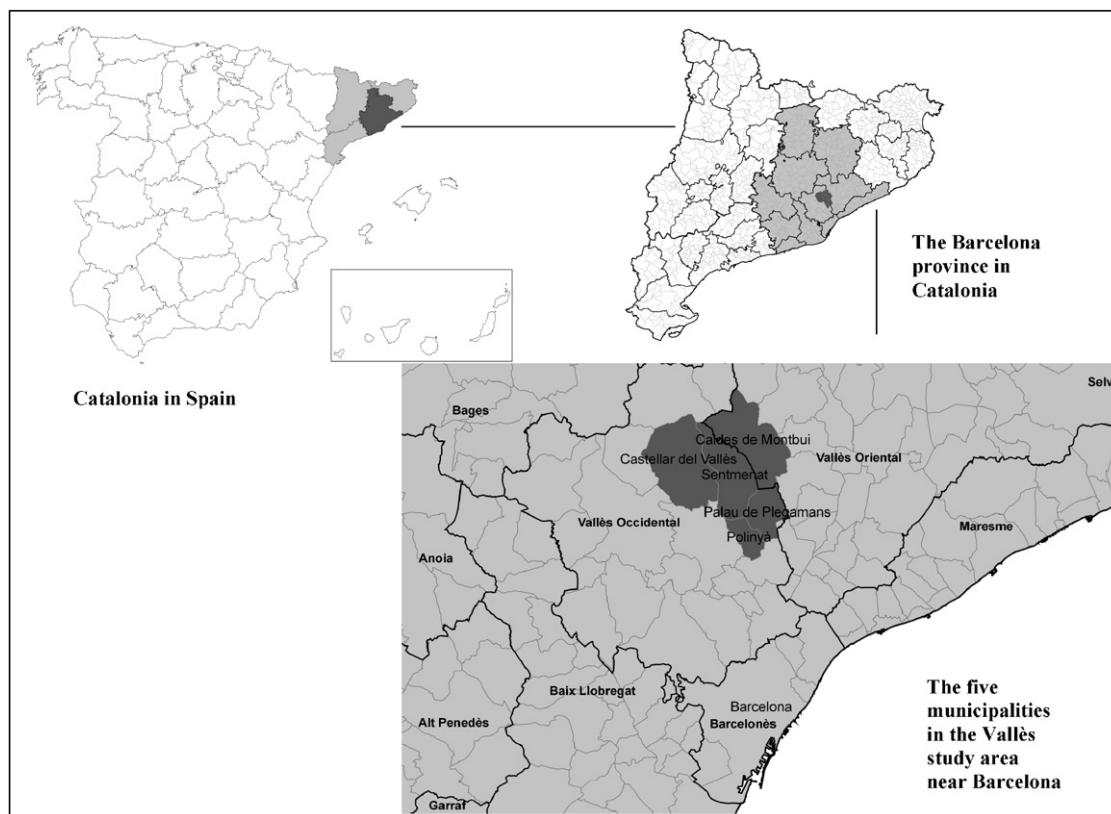 Catalonia in Spain
The Barcelona
province in
Catalonia
Selv
Bages
Caldes de Montbui
Castellar del Vallès
Vallès Oriental
Sentmenat
Palau de Plegamans
Vallès Occidental
Maresme
Polinyà
Anoia
Baix Llobregat
Barcelona
Alt Penedès
Barcelonès
Garraf
The five
municipalities
in the Vallès
study area
near Barcelona